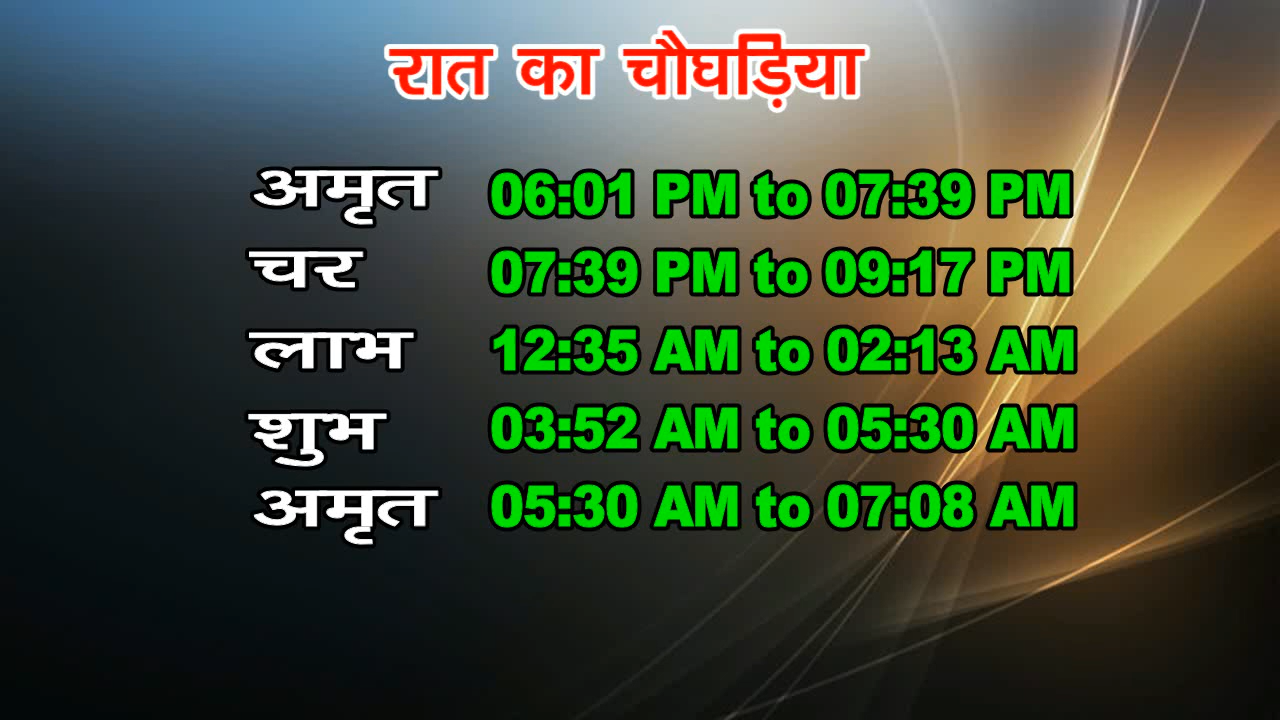 रात का चौघड़िया
अमृत 06:01 PM to 07:39 PM
चर 07:39 PM to 09:17 PM
लाभ 12:35 AM to 02:13 AM
शुभ 03:52 AM to 05:30 AM
अमृत 05:30 AM to 07:08 AM